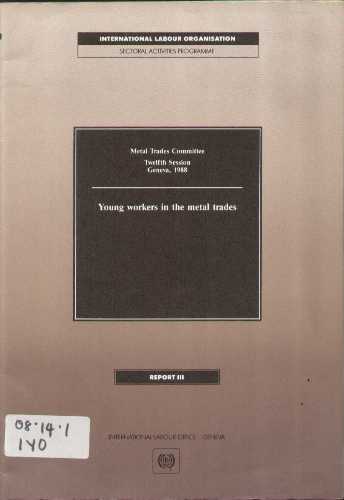 INTERNATIONAL LABOUR ORGANISATION
SECTORAL ACTIVITIES PROGRAMME
Metal Trades Committee
Twelfth Session
Geneva, 1988
Young workers in the metal trades
REPORT III
08·14·1
IYO
INTERNATIONAL LABOUR OFFICE GENEVA